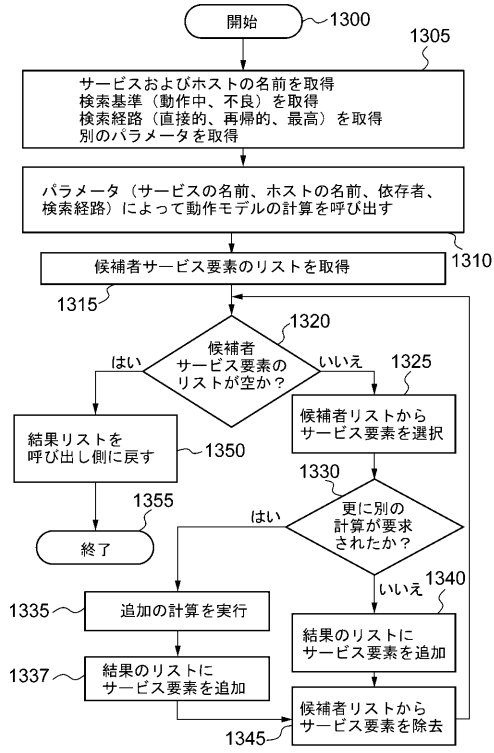 開始
1300
1305
サービスおよびホストの名前を取得
検索基準（動作中、不良）を取得
検索経路（直接的、再帰的、最高）を取得
別のパラメータを取得
パラメータ（サービスの名前、ホストの名前、依存者、
検索経路）によって動作モデルの計算を呼び出す
1310
候補者サービス要素のリストを取得
1315
1320
候補者
サービス要素の
リストが空か？
はい
いいえ
1325
候補者リストから
サービス要素を選択
結果リストを
呼び出し側に戻す
1350
1330
更に別の
計算が要求
されたか？
1355
終了
はい
いいえ
1340
1335
追加の計算を実行
結果のリストに
サービス要素を追加
1337
結果のリストに
サービス要素を追加
候補者リストから
サービス要素を除去
1345